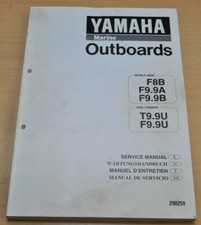 YAMAHA
Marine
Outboards
F8B
F9.9A
F9.9B
T9.9U
F9.9U
SERVICE MANUAL
WARTUNGSHANDBUCH
MANUEL D'ENTRETIEN
MANUAL DE SERVICIO
290259